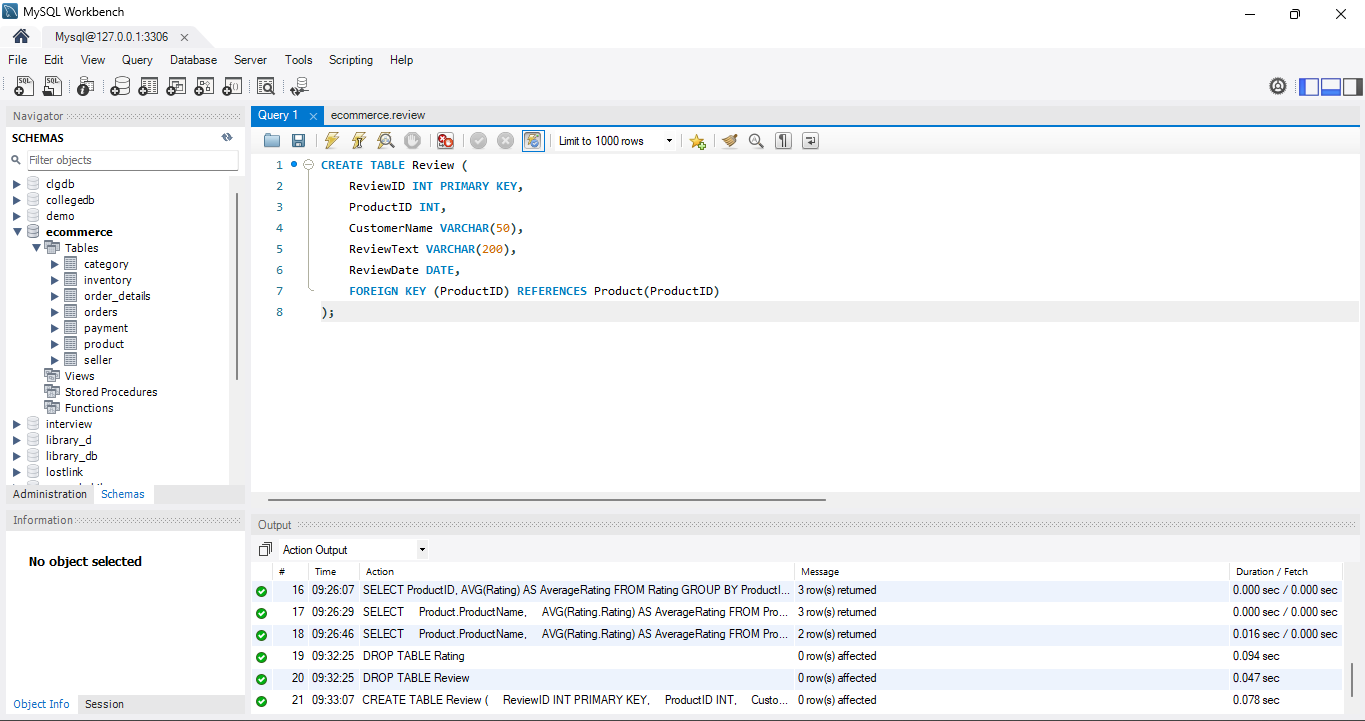 MySQL Workbench
Mysql@127.0.0.1:3306
File Edit View Query Database Server Tools Scripting Help
Navigator
SCHEMAS
Filter objects
clgdb
collegedb
demo
ecommerce
Tables
category
inventory
order_details
orders
payment
product
seller
Views
Stored Procedures
Functions
interview
library_d
library_db
lostlink
Administration Schemas
Information
No object selected
Object Info Session
Query 1 ecommerce.review
Limit to 1000 rows
1 CREATE TABLE Review (
2 ReviewID INT PRIMARY KEY,
3 ProductID INT,
4 CustomerName VARCHAR(50),
5 ReviewText VARCHAR(200),
6 ReviewDate DATE,
7 FOREIGN KEY (ProductID) REFERENCES Product(ProductID)
8 );
Output
Action Output
# Time Action Message Duration / Fetch
16 09:26:07 SELECT ProductID, AVG(Rating) AS AverageRating FROM Rating GROUP BY ProductI... 3 row(s) returned 0.000 sec / 0.000 sec
17 09:26:29 SELECT Product.ProductName, AVG(Rating.Rating) AS AverageRating FROM Pro... 3 row(s) returned 0.000 sec / 0.000 sec
18 09:26:46 SELECT Product.ProductName, AVG(Rating.Rating) AS AverageRating FROM Pro... 2 row(s) returned 0.016 sec / 0.000 sec
19 09:32:25 DROP TABLE Rating 0 row(s) affected 0.094 sec
20 09:32:25 DROP TABLE Review 0 row(s) affected 0.047 sec
21 09:33:07 CREATE TABLE Review ( ReviewID INT PRIMARY KEY, ProductID INT, Custo... 0 row(s) affected 0.078 sec